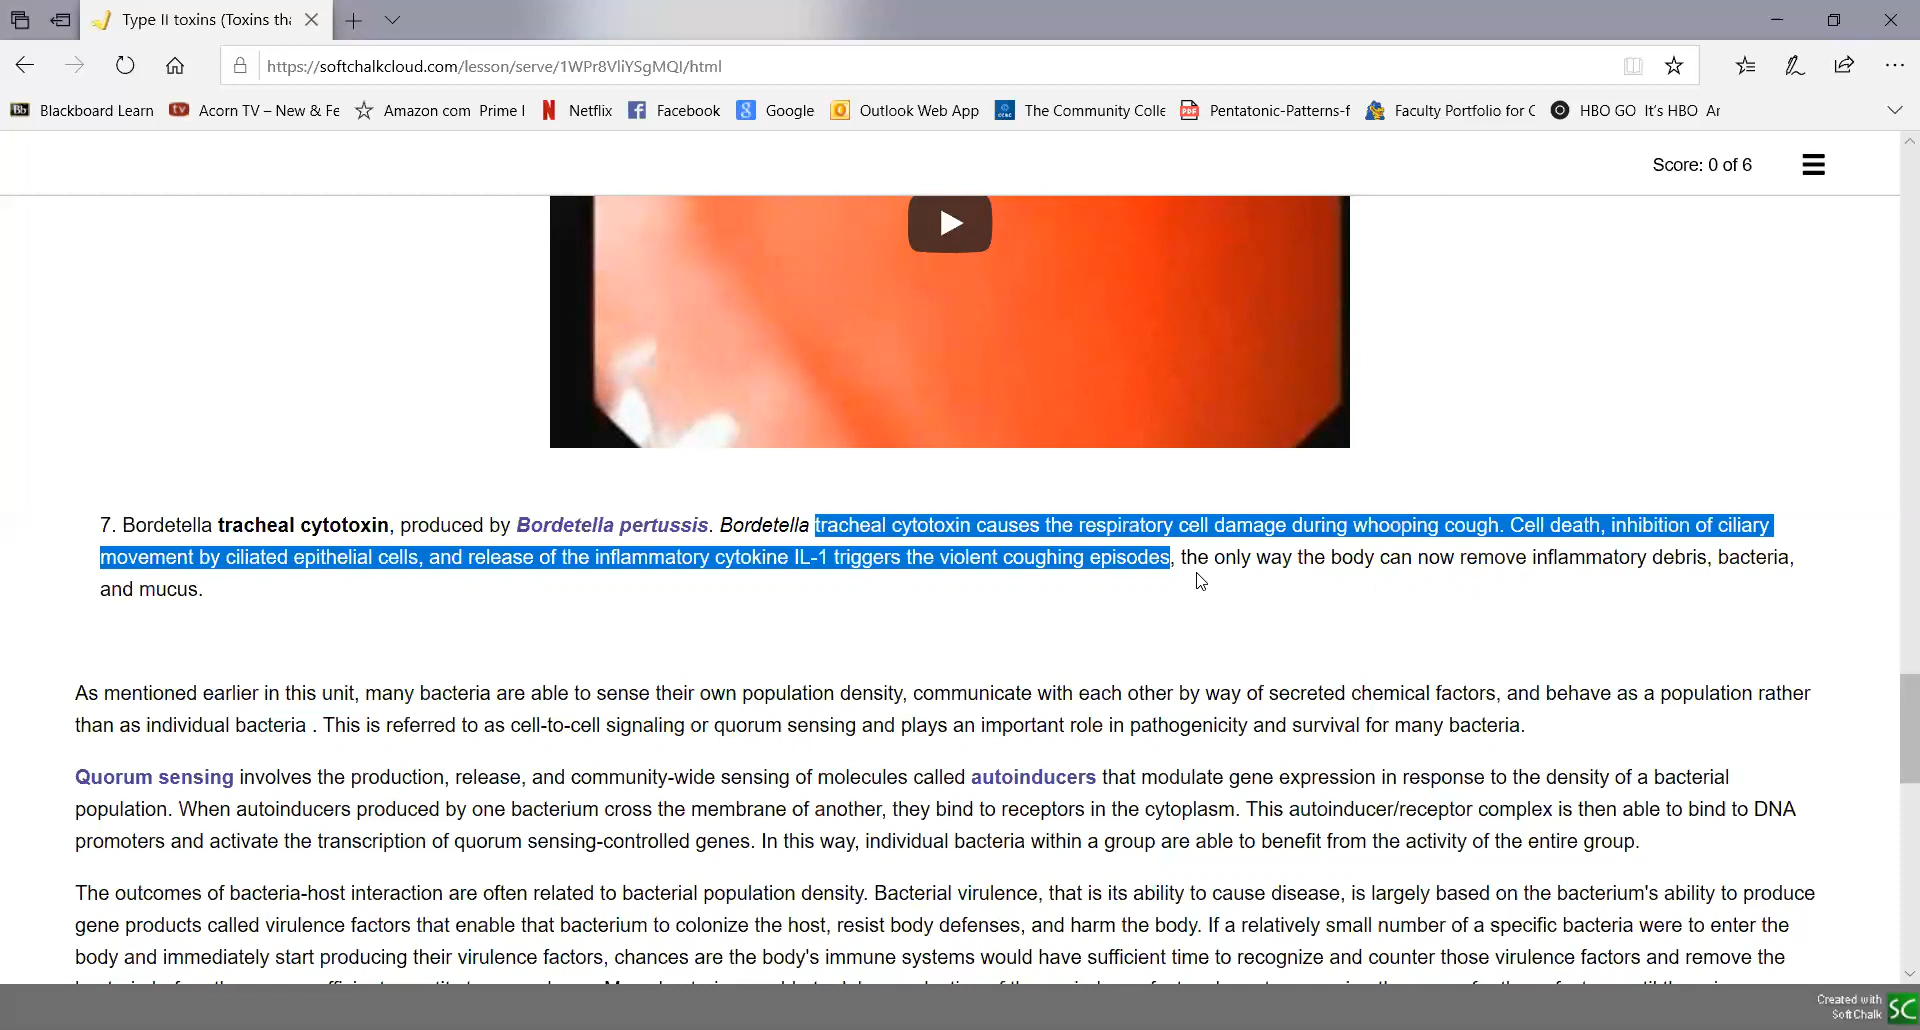 Type II toxins (Toxins tha
https://softchalkcloud.com/lesson/serve/1WPr8VliYSgMQI/html
Blackboard Learn Acorn TV – New & Fe Amazon com Prime I Netflix Facebook Google Outlook Web App The Community Colle Pentatonic-Patterns-f Faculty Portfolio for C HBO GO It's HBO Ar
Score: 0 of 6
7. Bordetella tracheal cytotoxin, produced by Bordetella pertussis. Bordetella tracheal cytotoxin causes the respiratory cell damage during whooping cough. Cell death, inhibition of ciliary
movement by ciliated epithelial cells, and release of the inflammatory cytokine IL-1 triggers the violent coughing episodes, the only way the body can now remove inflammatory debris, bacteria,
and mucus.
As mentioned earlier in this unit, many bacteria are able to sense their own population density, communicate with each other by way of secreted chemical factors, and behave as a population rather
than as individual bacteria . This is referred to as cell-to-cell signaling or quorum sensing and plays an important role in pathogenicity and survival for many bacteria.
Quorum sensing involves the production, release, and community-wide sensing of molecules called autoinducers that modulate gene expression in response to the density of a bacterial
population. When autoinducers produced by one bacterium cross the membrane of another, they bind to receptors in the cytoplasm. This autoinducer/receptor complex is then able to bind to DNA
promoters and activate the transcription of quorum sensing-controlled genes. In this way, individual bacteria within a group are able to benefit from the activity of the entire group.
The outcomes of bacteria-host interaction are often related to bacterial population density. Bacterial virulence, that is its ability to cause disease, is largely based on the bacterium's ability to produce
gene products called virulence factors that enable that bacterium to colonize the host, resist body defenses, and harm the body. If a relatively small number of a specific bacteria were to enter the
body and immediately start producing their virulence factors, chances are the body's immune systems would have sufficient time to recognize and counter those virulence factors and remove the
Created with
SoftChalk SC